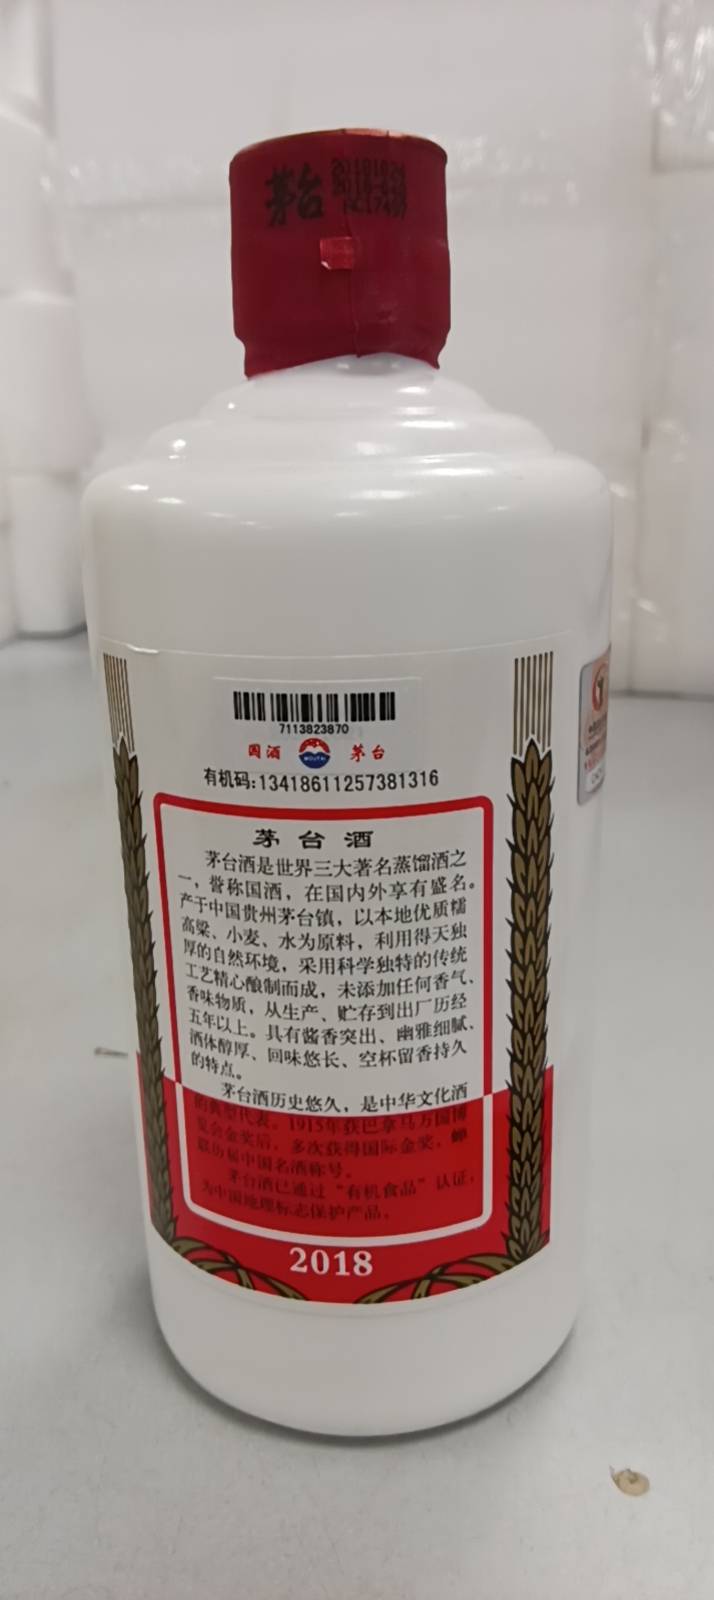 茅台
7113823870
国酒
MOUTAI
茅台
有机码:13418611257381316
茅台酒
茅台酒是世界三大著名蒸馏酒之
一，誉称国酒，在国内外享有盛名。
产于中国贵州茅台镇，以本地优质糯
高粱、小麦、水为原料，利用得天独
厚的自然环境，采用科学独特的传统
工艺精心酿制而成，未添加任何香气、
香味物质，从生产、贮存到出厂历经
五年以上。具有酱香突出、幽雅细腻、
酒体醇厚、回味悠长、空杯留香持久
的特点。
茅台酒历史悠久，是中华文化酒
的典型代表。1915年获巴拿马万国博
览会金奖后，多次获得国际金奖，蝉
联历届中国名酒称号。
茅台酒已通过“有机食品”认证，
为中国地理标志保护产品。
2018